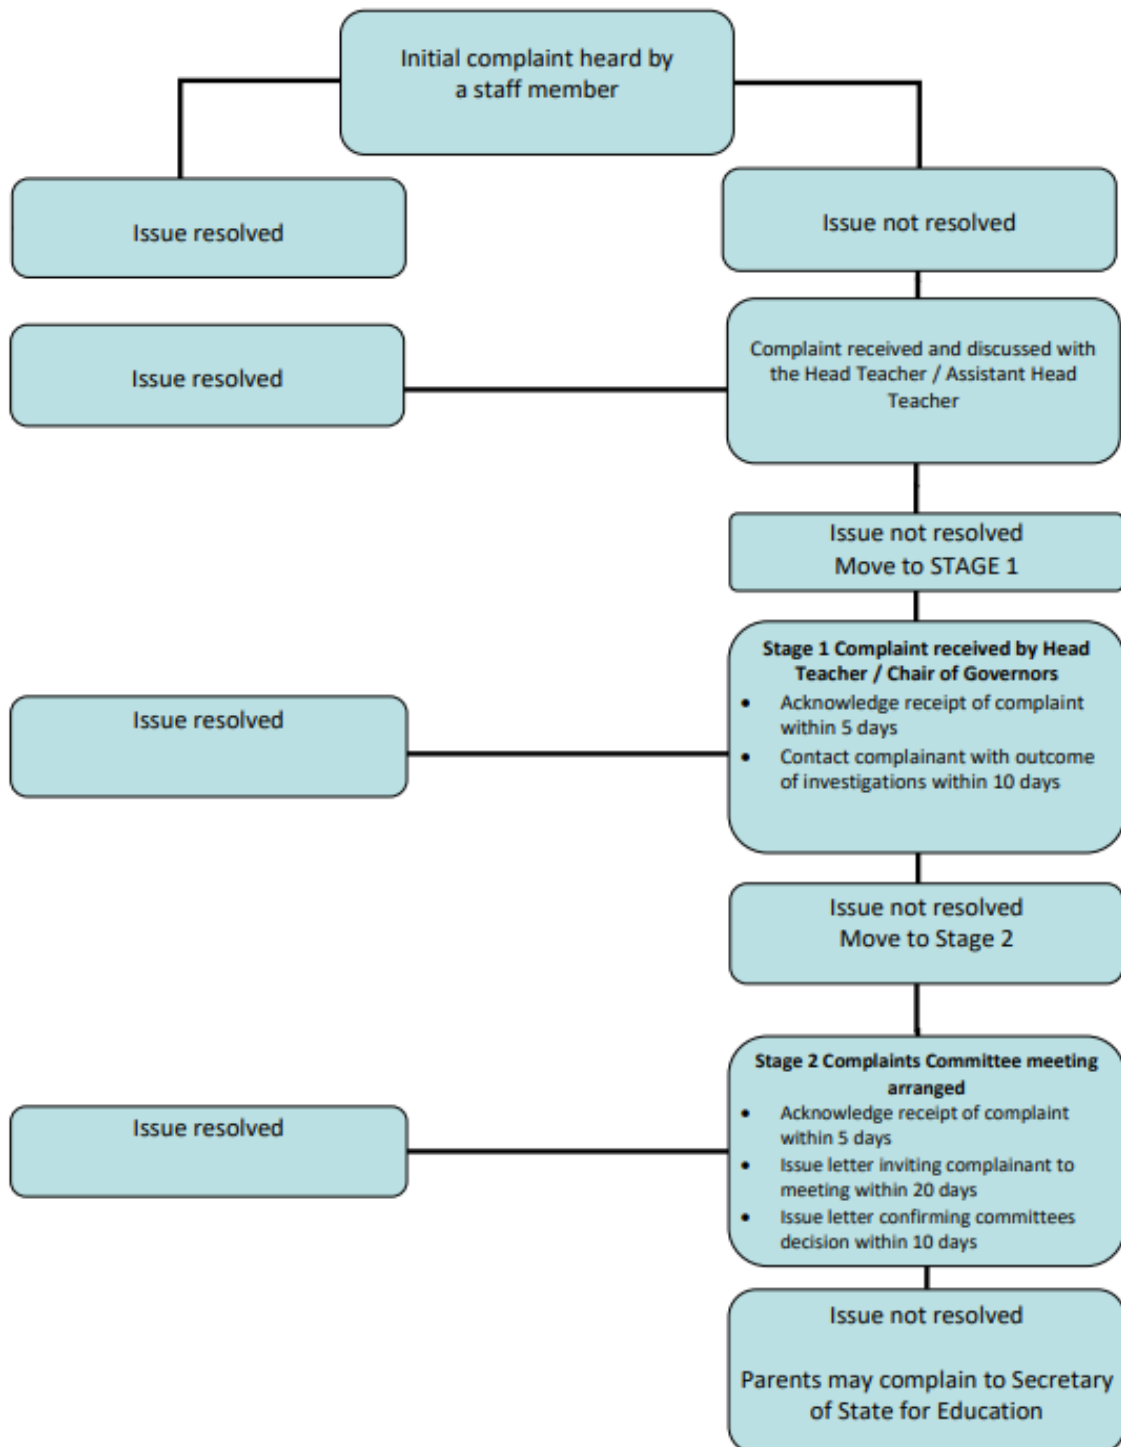 Initial complaint heard by
a staff member
Issue resolved
Issue not resolved
Issue resolved
Complaint received and discussed with
the Head Teacher / Assistant Head
Teacher
Issue not resolved
Move to STAGE 1
Stage 1 Complaint received by Head
Teacher / Chair of Governors
• Acknowledge receipt of complaint
within 5 days
• Contact complainant with outcome
of investigations within 10 days
Issue resolved
Issue not resolved
Move to Stage 2
Stage 2 Complaints Committee meeting
arranged
• Acknowledge receipt of complaint
within 5 days
• Issue letter inviting complainant to
meeting within 20 days
• Issue letter confirming committees
decision within 10 days
Issue resolved
Issue not resolved
Parents may complain to Secretary
of State for Education